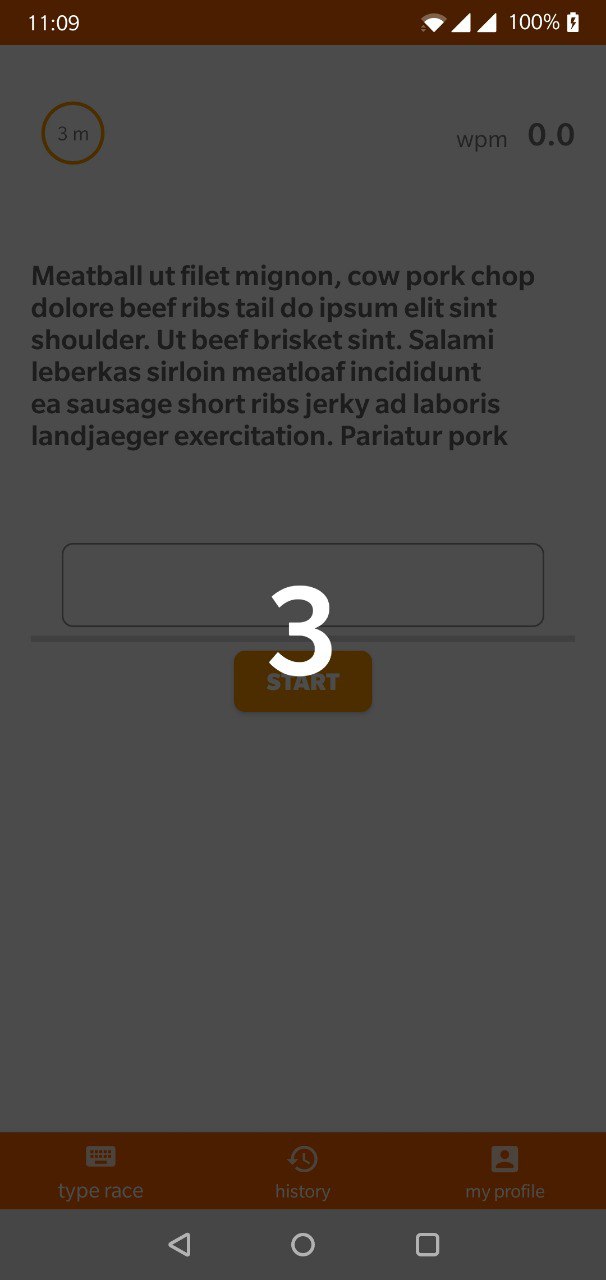 11:09
100%
3 m
wpm 0.0
Meatball ut filet mignon, cow pork chop
dolore beef ribs tail do ipsum elit sint
shoulder. Ut beef brisket sint. Salami
leberkas sirloin meatloaf incididunt
ea sausage short ribs jerky ad laboris
landjaeger exercitation. Pariatur pork
3
START
type race
history
my profile